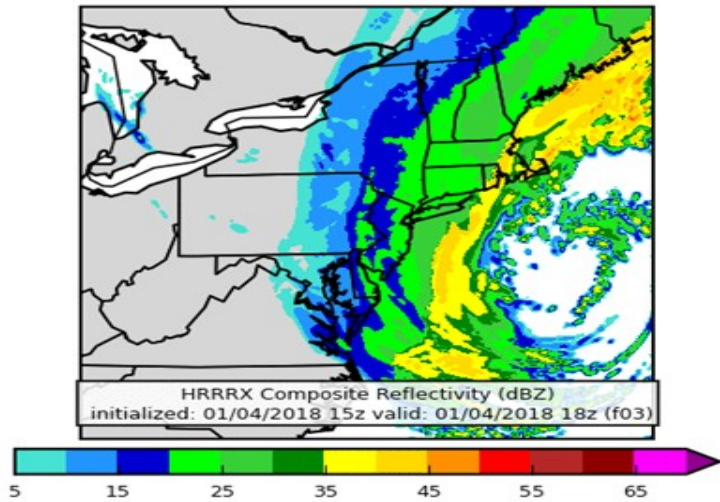 HRRRX Composite Reflectivity (dBZ)
initialized: 01/04/2018 15z valid: 01/04/2018 18z (f03)
5 15 25 35 45 55 65